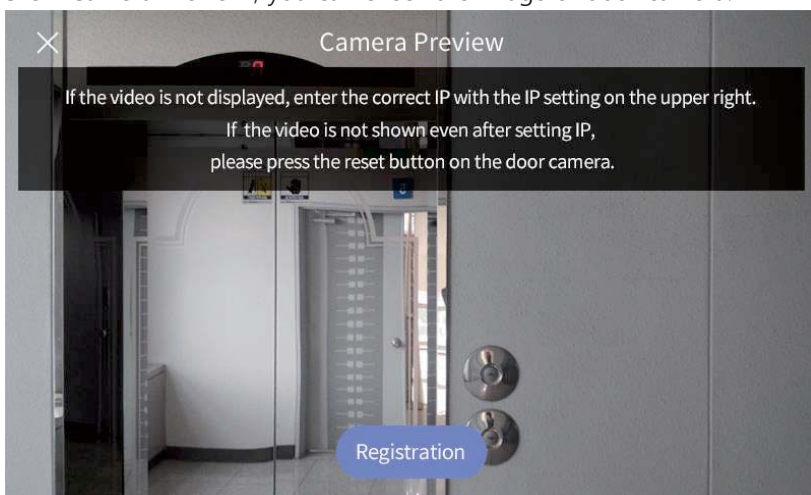 Camera Preview
If the video is not displayed, enter the correct IP with the IP setting on the upper right.
If the video is not shown even after setting IP,
please press the reset button on the door camera.
Registration